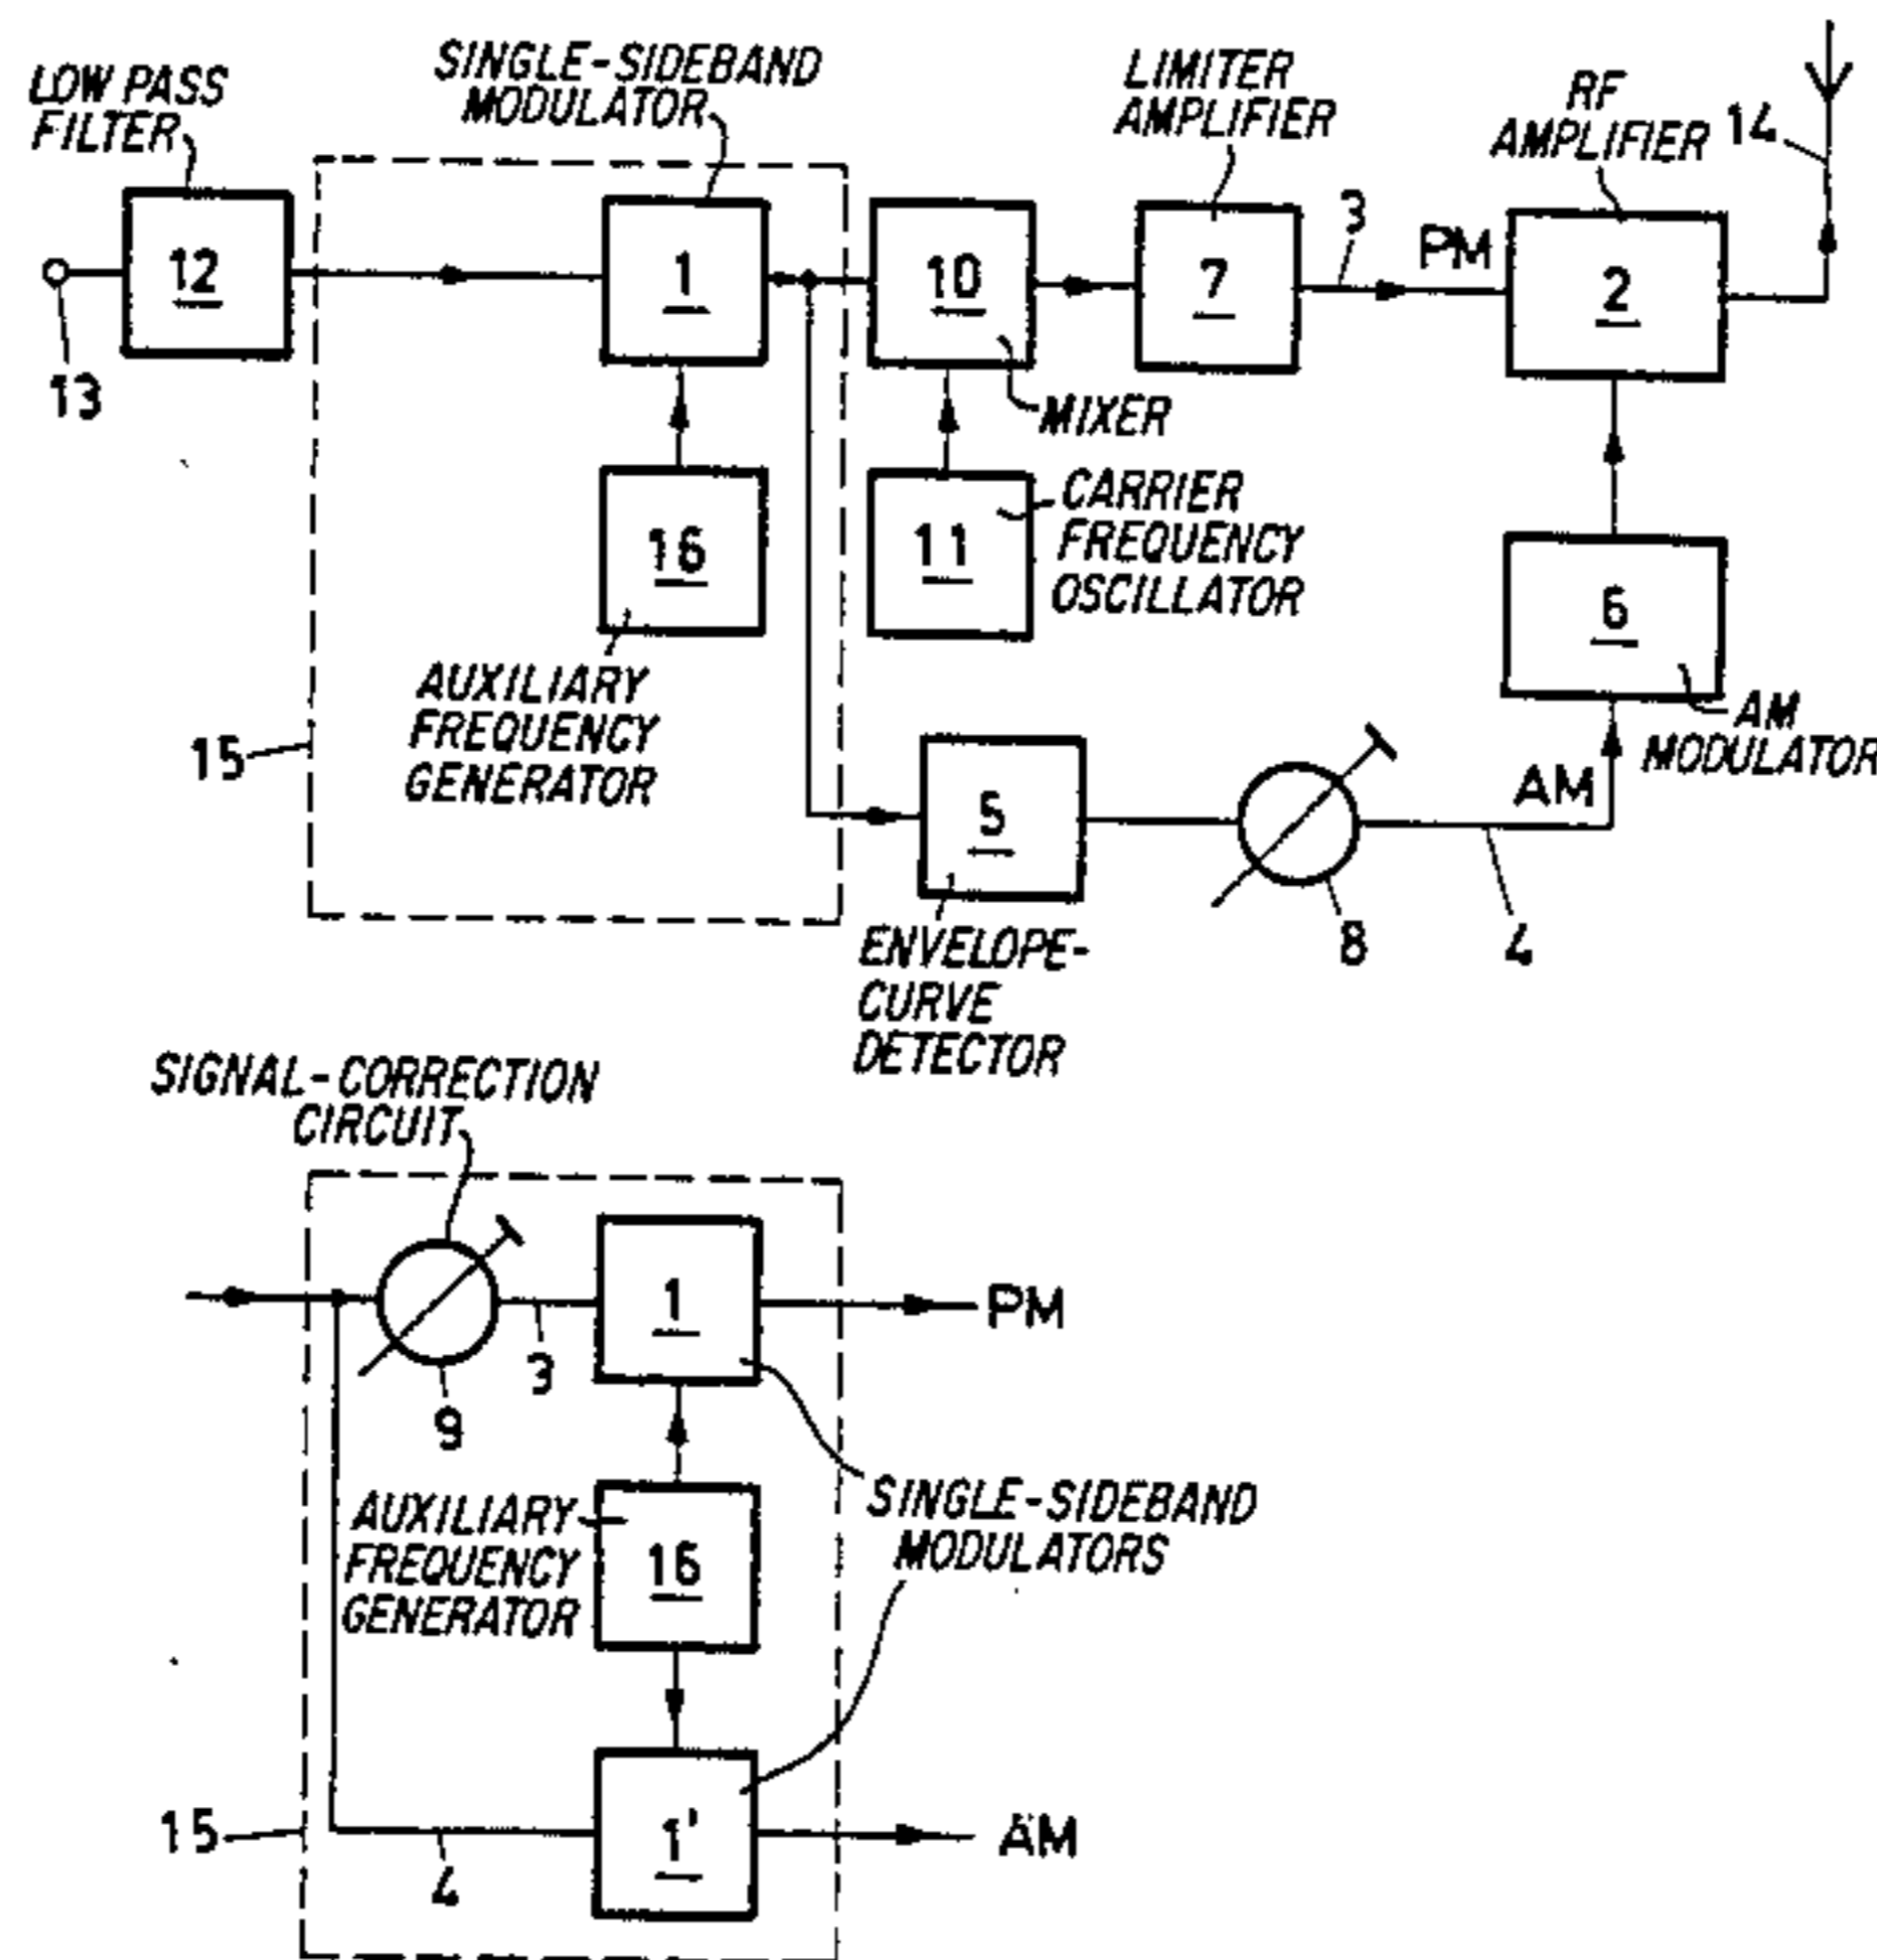 LOW PASS
FILTER
SINGLE-SIDEBAND
MODULATOR
LIMITER
AMPLIFIER
RF
AMPLIFIER
14
12
1
10
7
3
PM
2
13
MIXER
16
11
CARRIER
FREQUENCY
OSCILLATOR
6
AUXILIARY
FREQUENCY
GENERATOR
15
AM
MODULATOR
5
AM
8
4
ENVELOPE-
CURVE
DETECTOR
SIGNAL-CORRECTION
CIRCUIT
1
PM
3
9
AUXILIARY
FREQUENCY
GENERATOR
16
SINGLE-SIDEBAND
MODULATORS
15
4
1'
AM